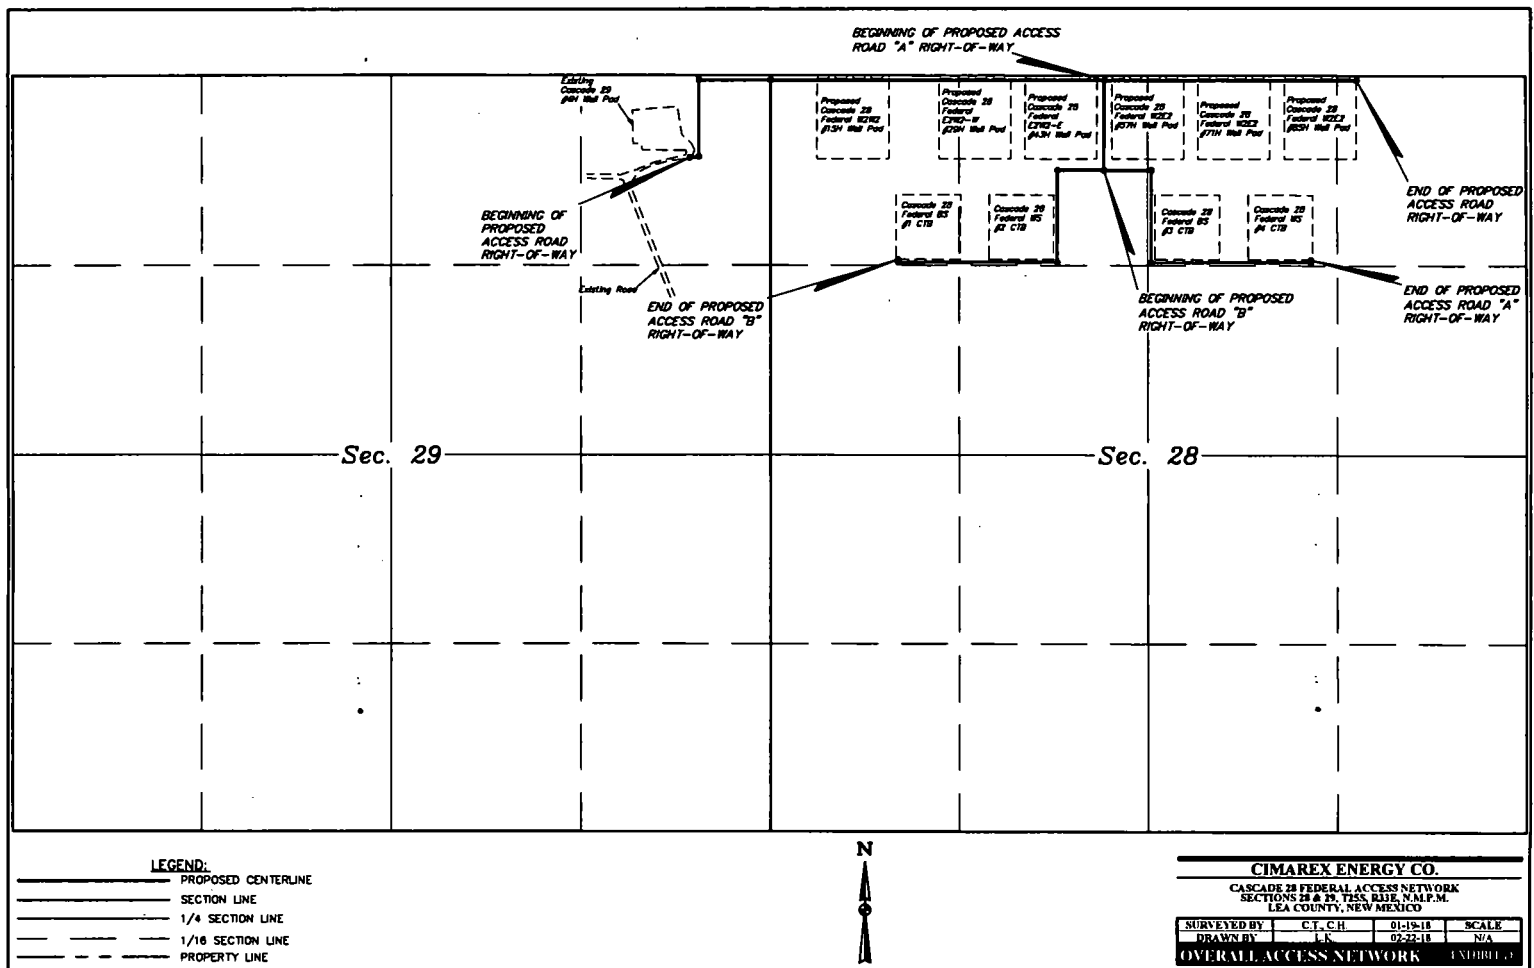 BEGINNING OF PROPOSED ACCESS
ROAD "A" RIGHT-OF-WAY
Existing
Cascade 29
Well Pad
Proposed
Cascade 28
Federal W2W2
#15H Well Pad
Proposed
Cascade 28
Federal
E2W2-W
#29H Well Pad
Proposed
Cascade 28
Federal
E2W2-E
#43H Well Pad
Proposed
Cascade 28
Federal W2E2
#57H Well Pad
Proposed
Cascade 28
Federal W2E2
#71H Well Pad
Proposed
Cascade 28
Federal W2E2
#85H Well Pad
END OF PROPOSED
ACCESS ROAD
RIGHT-OF-WAY
BEGINNING OF
PROPOSED
ACCESS ROAD
RIGHT-OF-WAY
Cascade 28
Federal BS
#1 CTB
Cascade 28
Federal WS
#2 CTB
Cascade 28
Federal BS
#3 CTB
Cascade 28
Federal WS
#4 CTB
Existing Road
END OF PROPOSED
ACCESS ROAD "B"
RIGHT-OF-WAY
BEGINNING OF PROPOSED
ACCESS ROAD "B"
RIGHT-OF-WAY
END OF PROPOSED
ACCESS ROAD "A"
RIGHT-OF-WAY
Sec. 29
Sec. 28
LEGEND:
PROPOSED CENTERLINE
SECTION LINE
1/4 SECTION LINE
1/16 SECTION LINE
PROPERTY LINE
N
CIMAREX ENERGY CO.
CASCADE 28 FEDERAL ACCESS NETWORK
SECTIONS 28 & 29, T25S, R33E, N.M.P.M.
LEA COUNTY, NEW MEXICO
SURVEYED BY C.T., C.H. 01-19-18 SCALE
DRAWN BY L.K. 02-22-18 N/A
OVERALL ACCESS NETWORK EXHIBIT